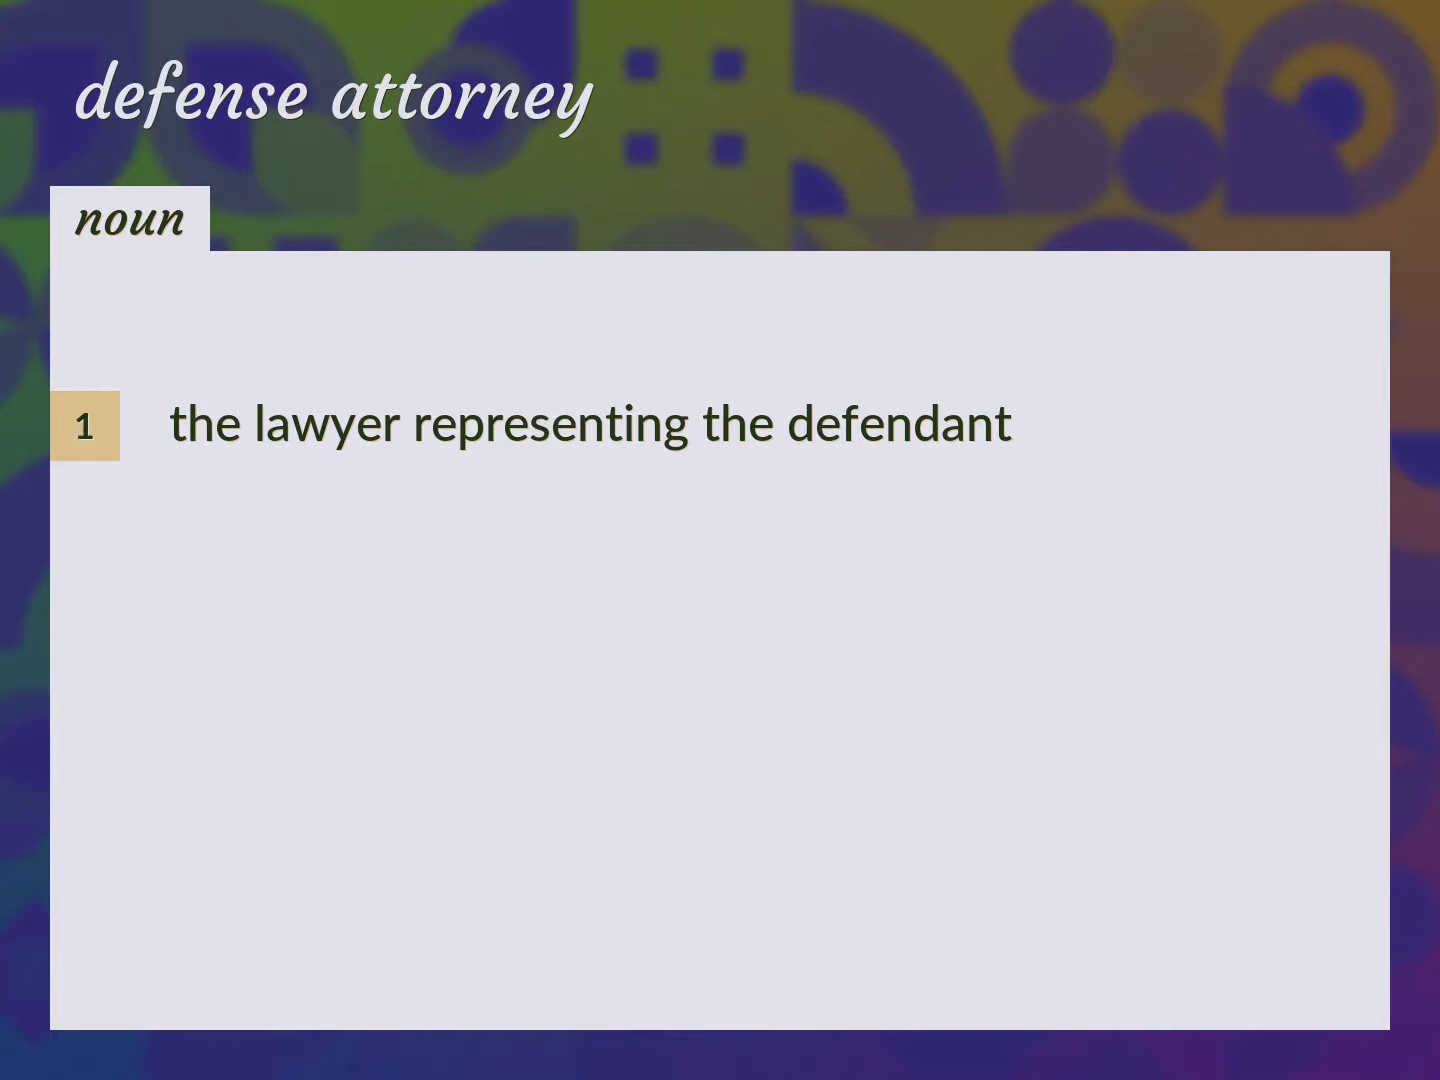 defense attorney
noun
1 the lawyer representing the defendant